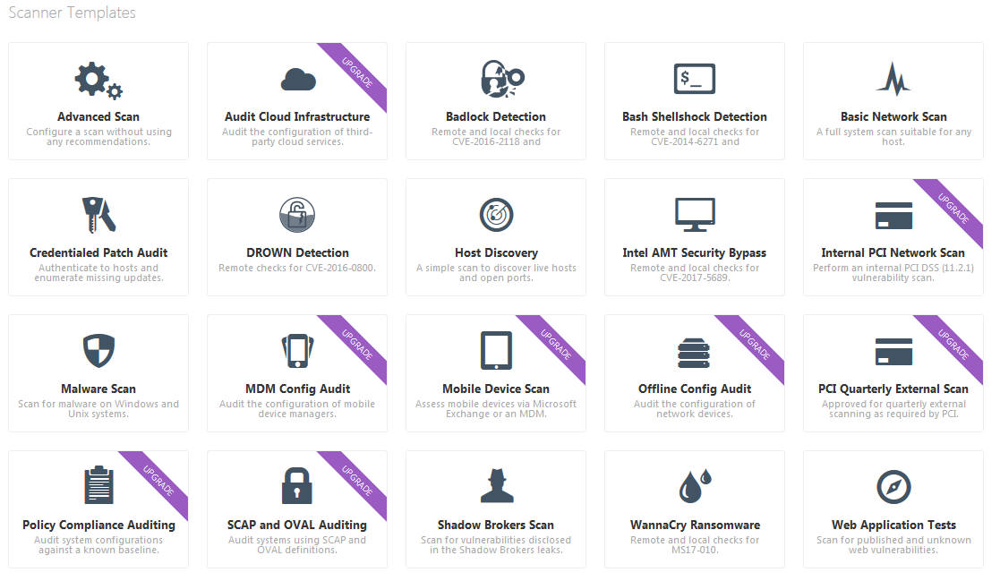 Scanner Templates
UPGRADE
Advanced Scan
Configure a scan without using
any recommendations.
Audit Cloud Infrastructure
Audit the configuration of third-
party cloud services.
Badlock Detection
Remote and local checks for
CVE-2016-2118 and
$_
Bash Shellshock Detection
Remote and local checks for
CVE-2014-6271 and
Basic Network Scan
A full system scan suitable for any
host.
Credentialed Patch Audit
Authenticate to hosts and
enumerate missing updates.
DROWN Detection
Remote checks for CVE-2016-0800.
Host Discovery
A simple scan to discover live hosts
and open ports.
Intel AMT Security Bypass
Remote and local checks for
CVE-2017-5689.
UPGRADE
Internal PCI Network Scan
Perform an internal PCI DSS (11.2.1)
vulnerability scan.
Malware Scan
Scan for malware on Windows and
Unix systems.
UPGRADE
MDM Config Audit
Audit the configuration of mobile
device managers.
UPGRADE
Mobile Device Scan
Assess mobile devices via Microsoft
Exchange or an MDM.
UPGRADE
Offline Config Audit
Audit the configuration of
network devices.
UPGRADE
PCI Quarterly External Scan
Approved for quarterly external
scanning as required by PCI.
UPGRADE
Policy Compliance Auditing
Audit system configurations
against a known baseline.
UPGRADE
SCAP and OVAL Auditing
Audit systems using SCAP and
OVAL definitions.
Shadow Brokers Scan
Scan for vulnerabilities disclosed
in the Shadow Brokers leaks.
WannaCry Ransomware
Remote and local checks for
MS17-010.
Web Application Tests
Scan for published and unknown
web vulnerabilities.